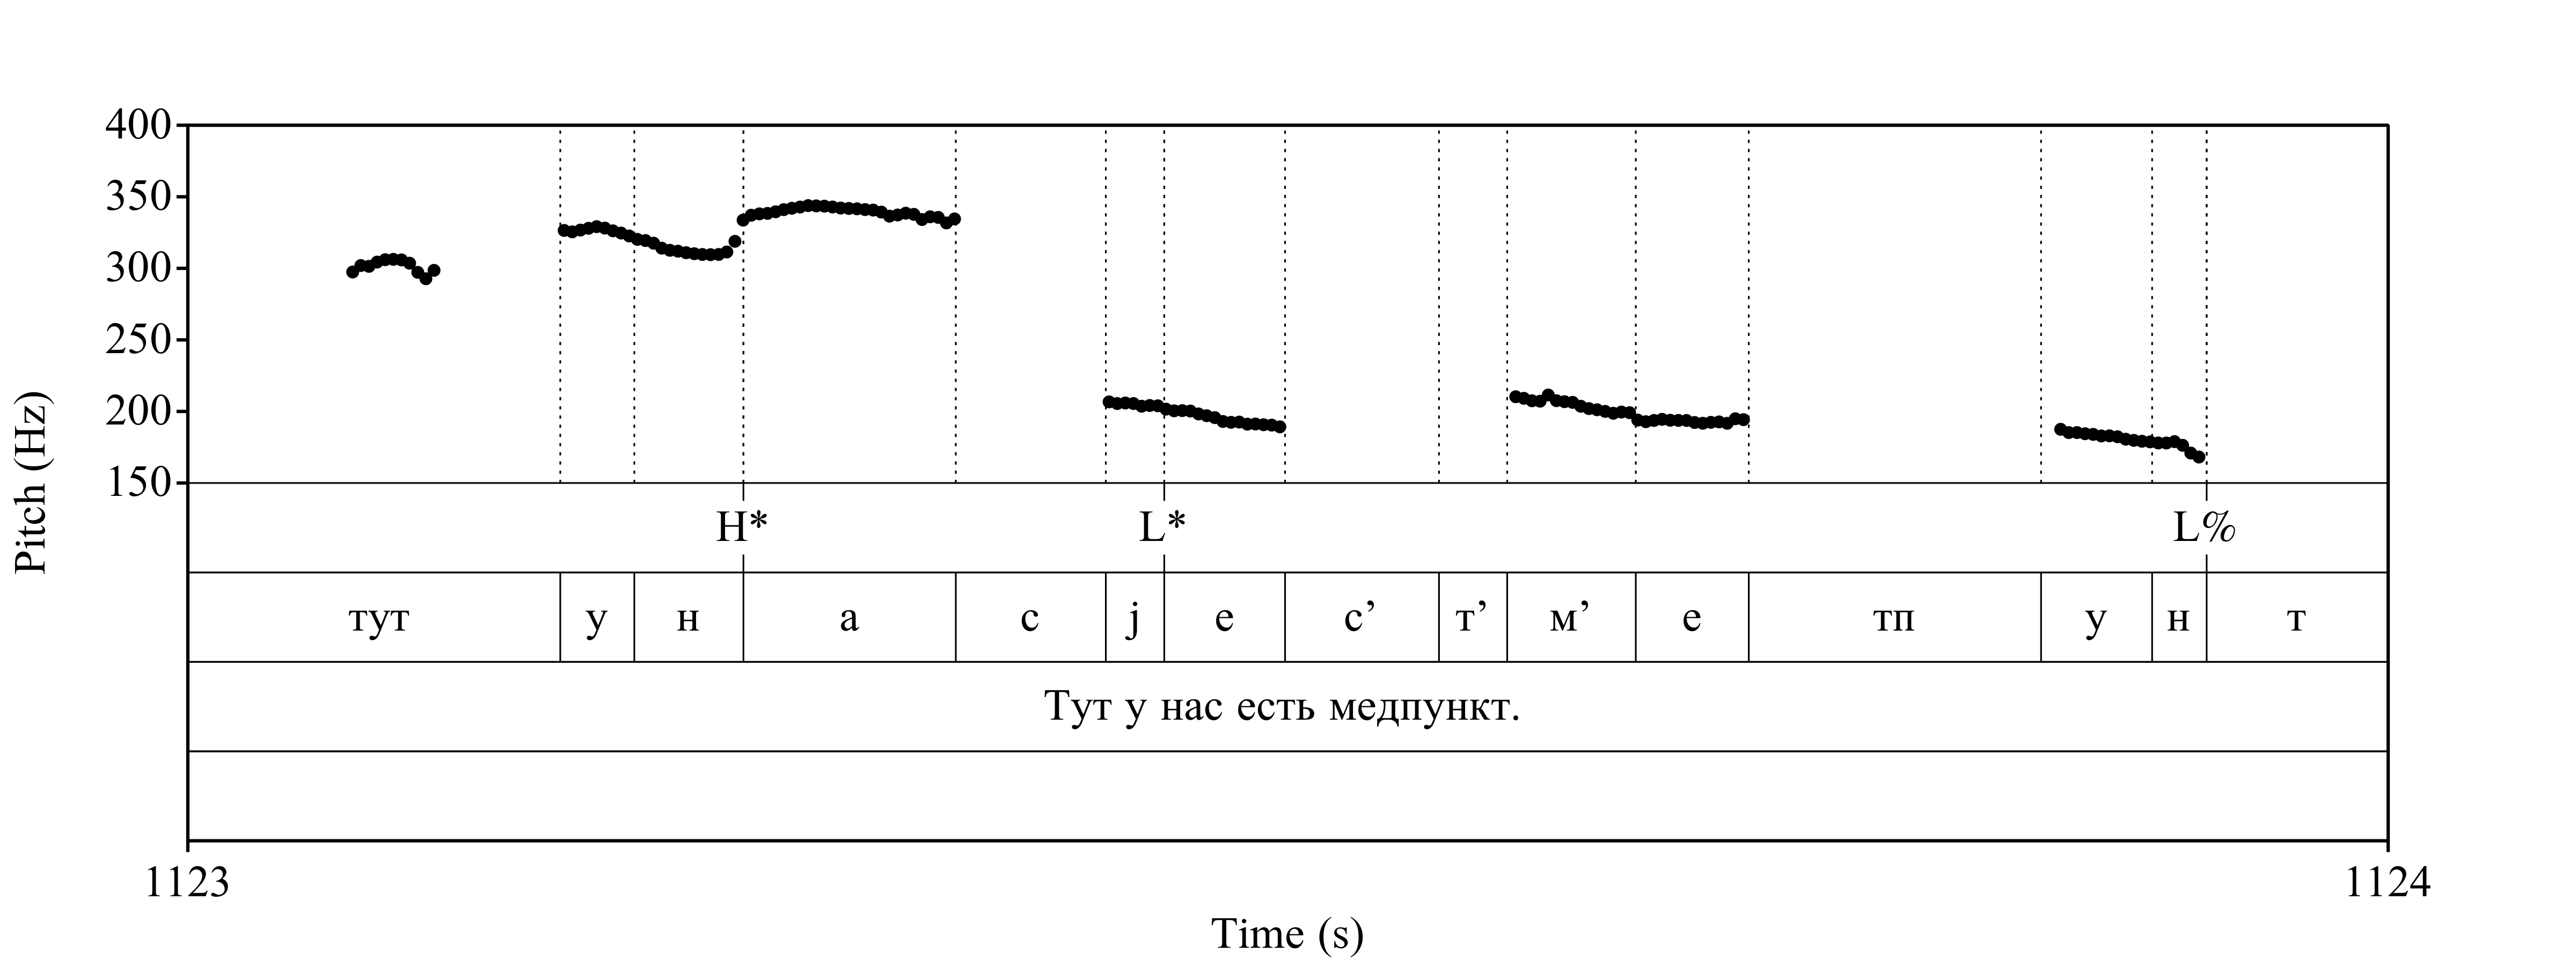 400
350
300
250
200
150
Pitch (Hz)
H* L* L%
тут у н а с j е с’ т’ м’ е тп у н т
Тут у нас есть медпункт.
1123 1124
Time (s)